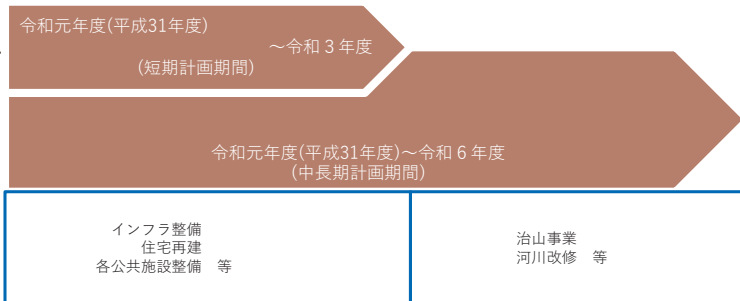 令和元年度(平成31年度)
～令和３年度
(短期計画期間)
令和元年度(平成31年度)～令和６年度
(中長期計画期間)
インフラ整備
住宅再建
各公共施設整備　等
治山事業
河川改修　等